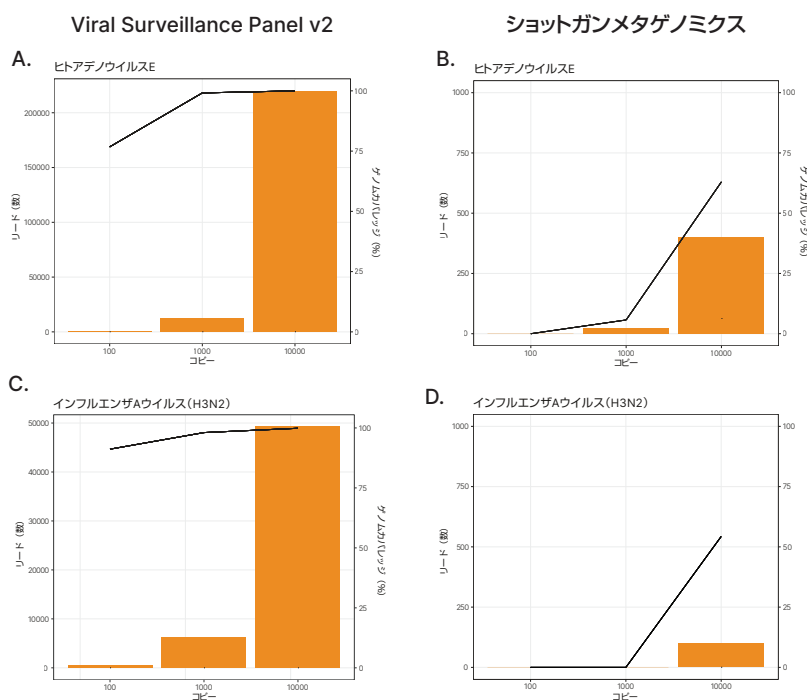 Viral Surveillance Panel v2
ショットガンメタゲノミクス
A.
ヒトアデノウイルスE
200000
150000
100000
50000
0
100
75
50
25
0
リード(数)
ゲノムカバレッジ(%)
100
1000
10000
コピー
B.
ヒトアデノウイルスE
1000
750
500
250
0
100
75
50
25
0
リード(数)
ゲノムカバレッジ(%)
100
1000
10000
コピー
C.
インフルエンザAウイルス(H3N2)
50000
40000
30000
20000
10000
0
100
75
50
25
0
リード(数)
ゲノムカバレッジ(%)
100
1000
10000
コピー
D.
インフルエンザAウイルス(H3N2)
1000
750
500
250
0
100
75
50
25
0
リード(数)
ゲノムカバレッジ(%)
100
1000
10000
コピー